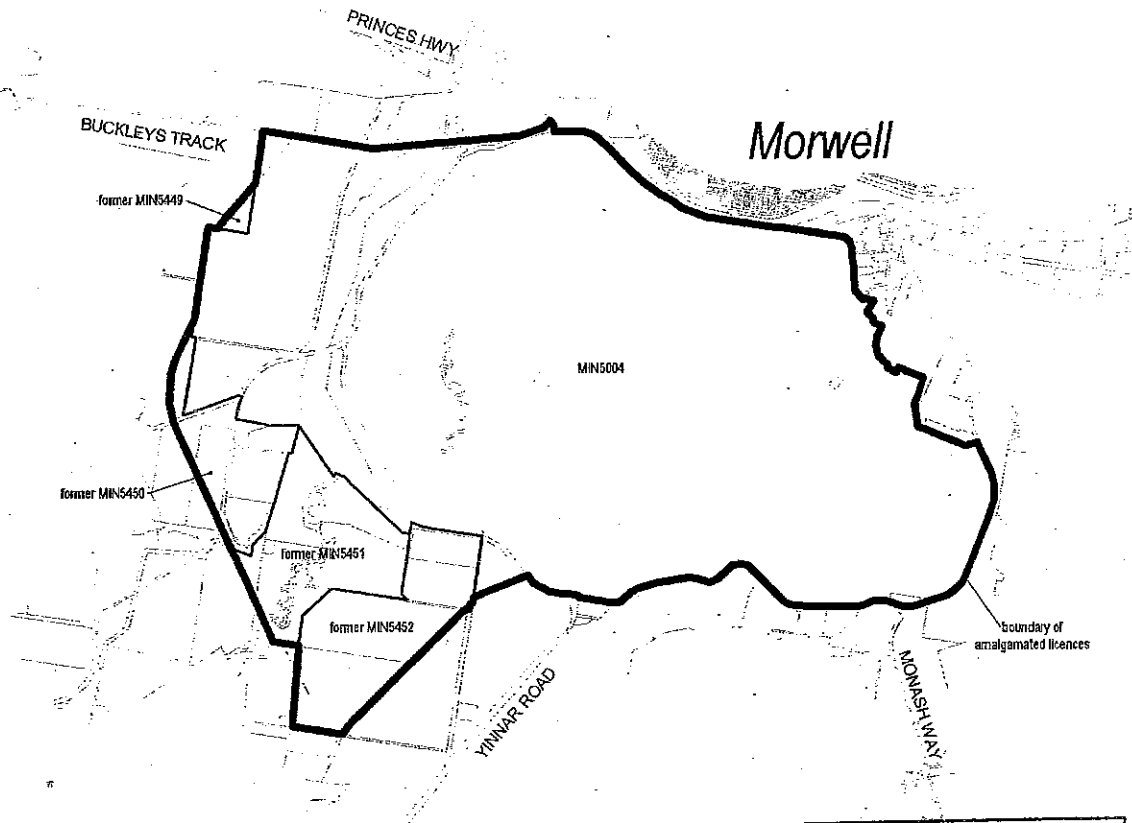 PRINCES HWY
BUCKLEYS TRACK
Morwell
former MIN5449
MIN5004
former MIN5450
former MIN5451
former MIN5452
boundary of
amalgamated licences
YINNAR ROAD
MONASH WAY